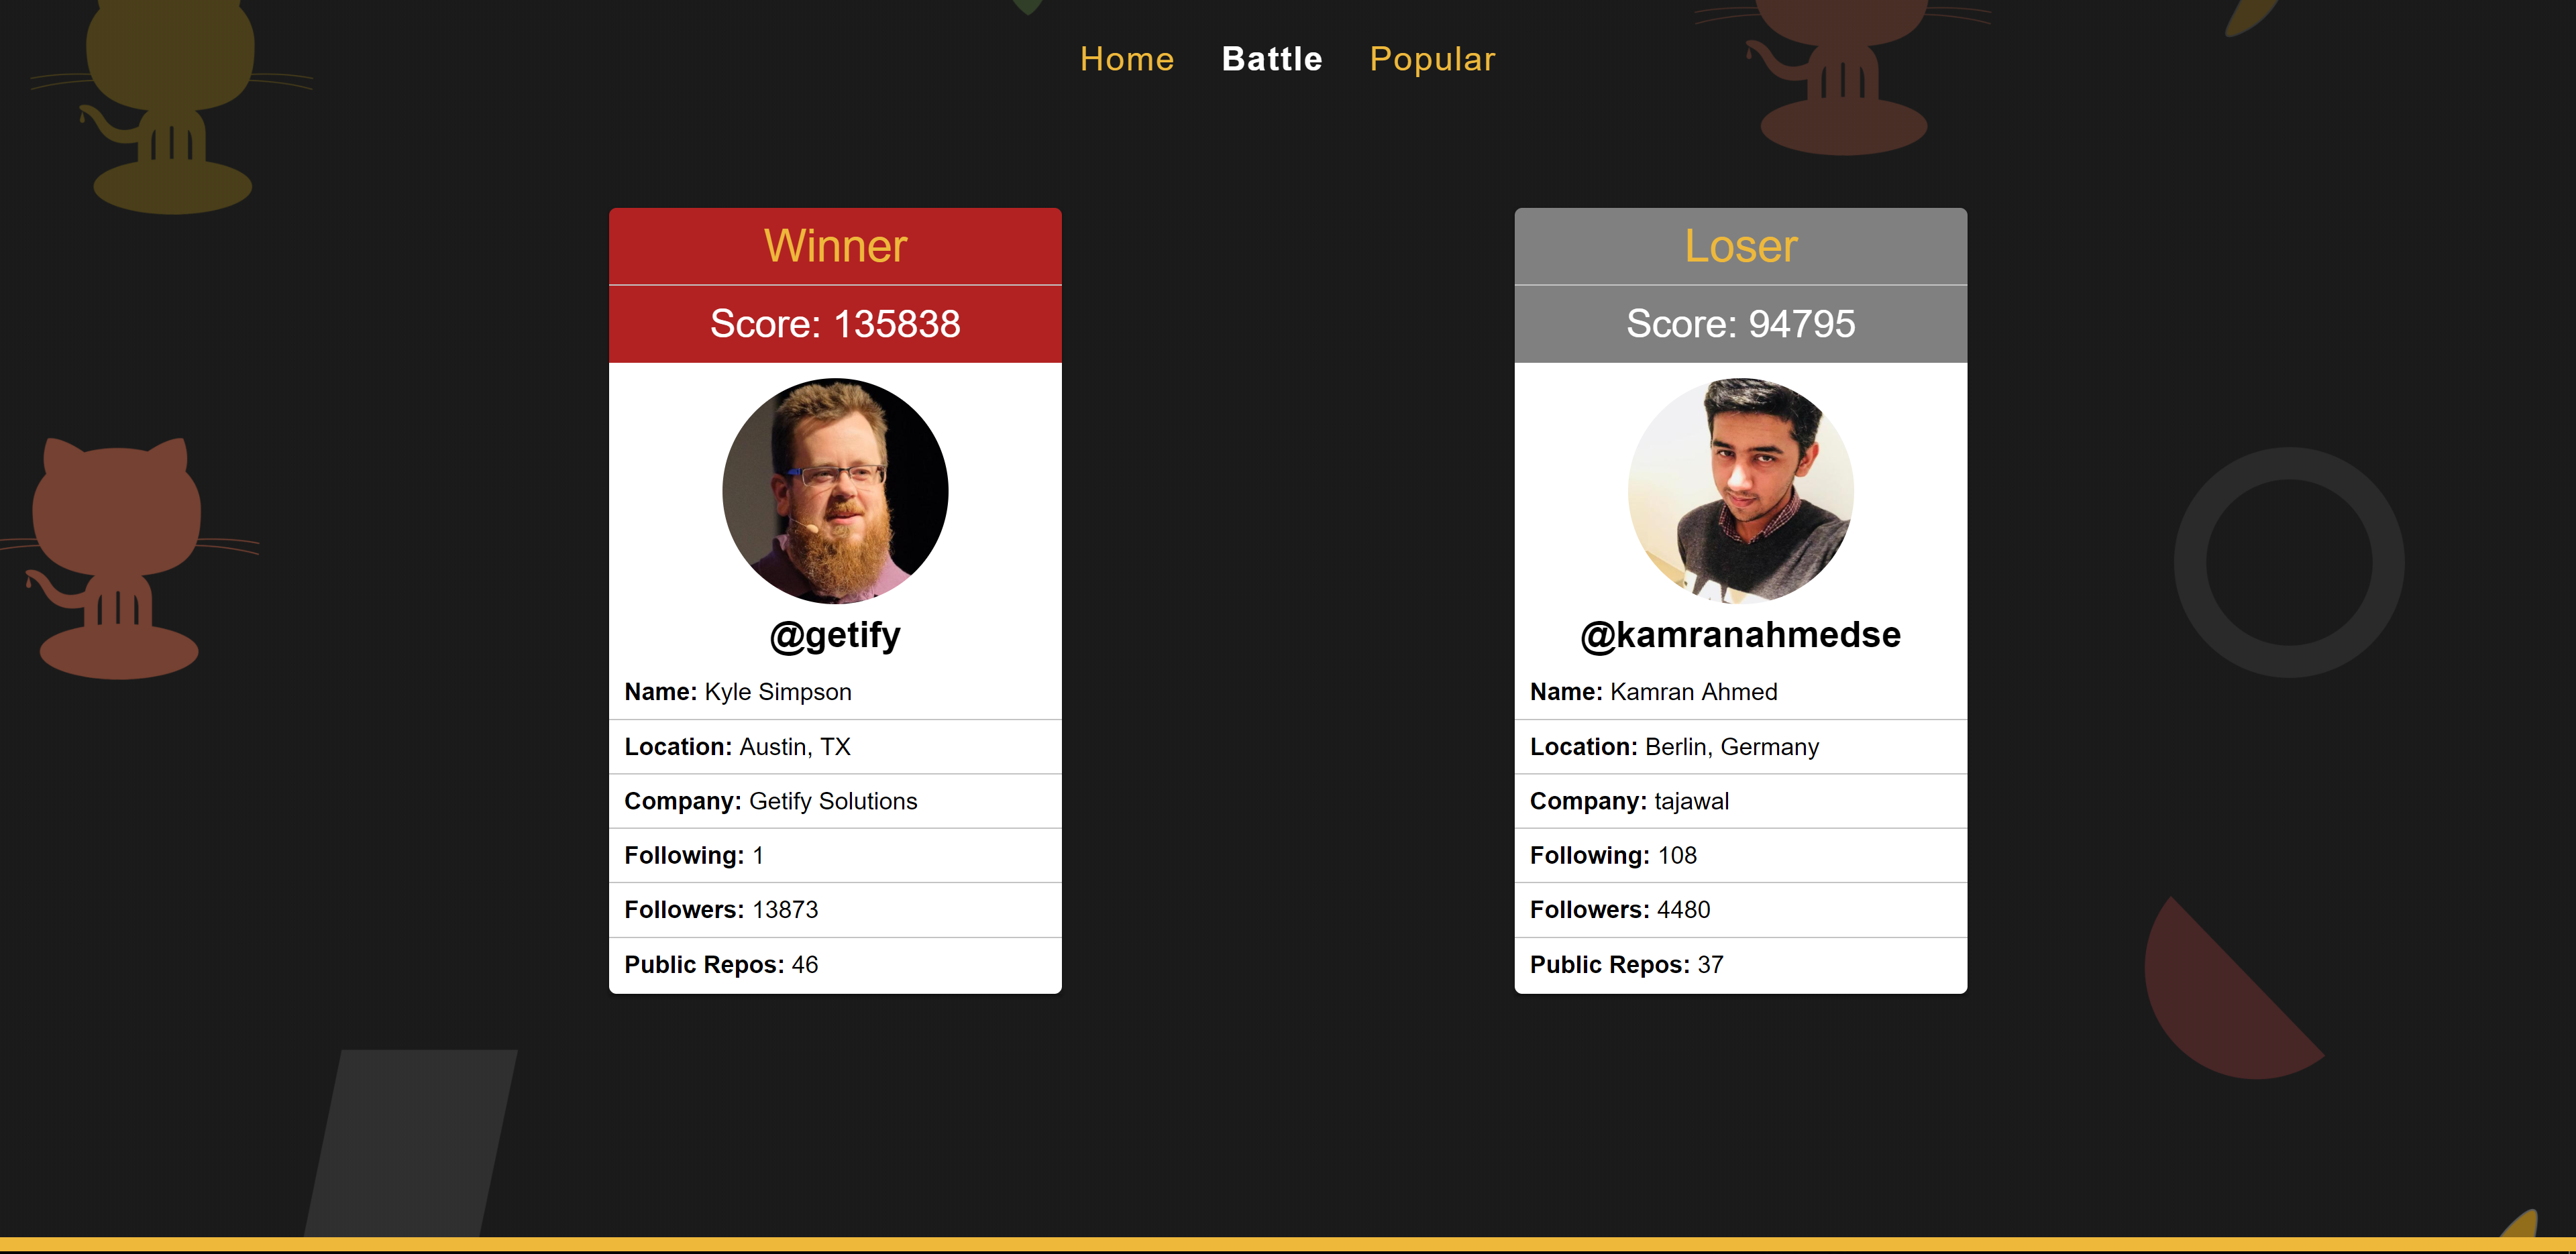 Home Battle Popular
Winner
Score: 135838
@getify
Name: Kyle Simpson
Location: Austin, TX
Company: Getify Solutions
Following: 1
Followers: 13873
Public Repos: 46
Loser
Score: 94795
@kamranahmedse
Name: Kamran Ahmed
Location: Berlin, Germany
Company: tajawal
Following: 108
Followers: 4480
Public Repos: 37